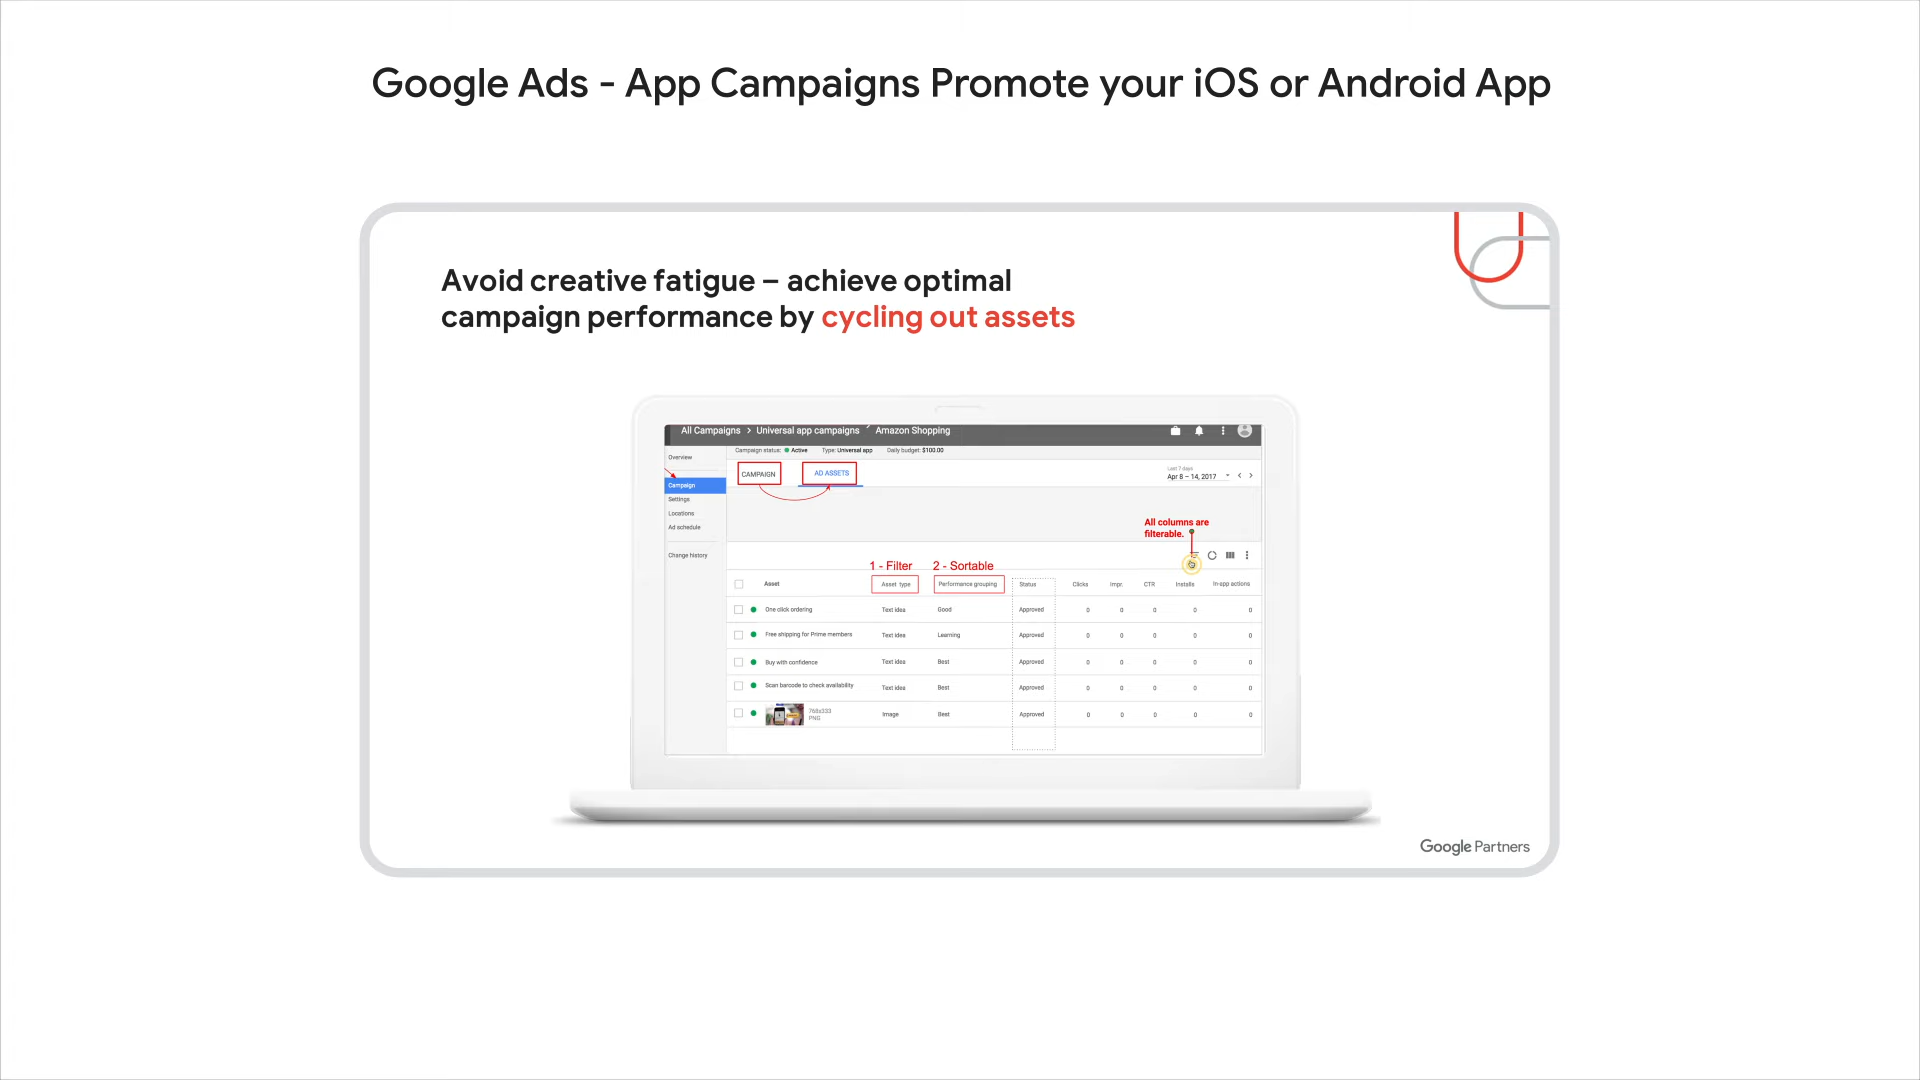 Google Ads - App Campaigns Promote your iOS or Android App
Avoid creative fatigue – achieve optimal
campaign performance by cycling out assets
All Campaigns > Universal app campaigns > Amazon Shopping
Campaign status: Active Type: Universal app Daily budget: $100.00
Overview
Campaign
Settings
Locations
Ad schedule
Change history
CAMPAIGN
AD ASSETS
Last 7 days
Apr 8 – 14, 2017
All columns are
filterable.
1 - Filter
2 - Sortable
Asset Asset type Performance grouping Status Clicks Impr. CTR Installs In-app actions
One click ordering Text idea Good Approved 0 0 0 0 0
Free shipping for Prime members Text idea Learning Approved 0 0 0 0 0
Buy with confidence Text idea Best Approved 0 0 0 0 0
Scan barcode to check availability Text idea Best Approved 0 0 0 0 0
768x333
PNG
Image Best Approved 0 0 0 0 0
Google Partners